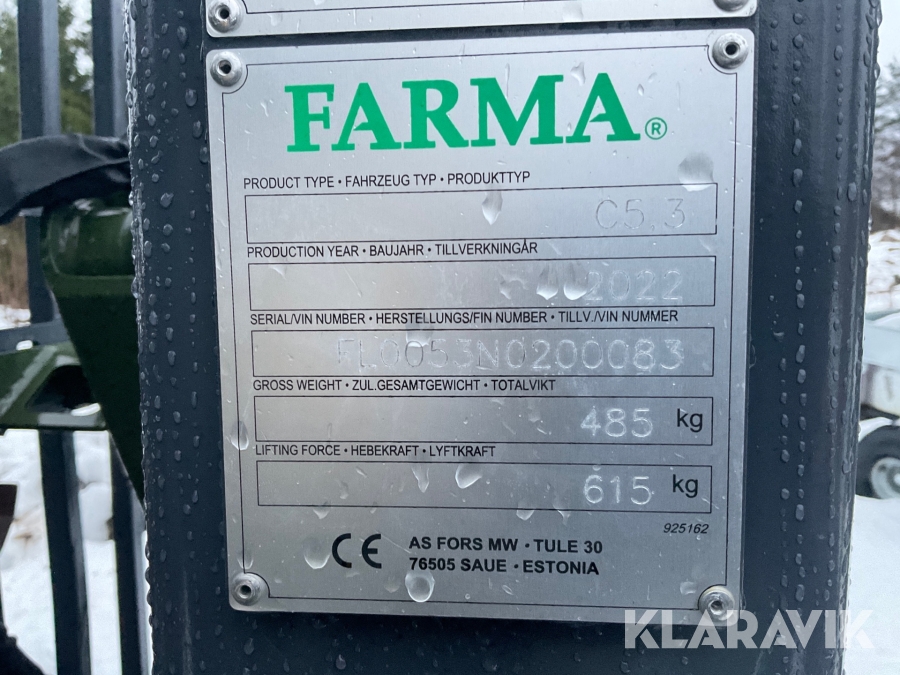 FARMA®
PRODUCT TYPE • FAHRZEUG TYP • PRODUKTTYP
C5,3
PRODUCTION YEAR • BAUJAHR • TILLVERKNINGÅR
2022
SERIAL/VIN NUMBER • HERSTELLUNGS/FIN NUMBER • TILLV./VIN NUMMER
FL0053N0200083
GROSS WEIGHT • ZUL.GESAMTGEWICHT • TOTALVIKT
485 kg
LIFTING FORCE • HEBEKRAFT • LYFTKRAFT
615 kg
925162
CE AS FORS MW • TULE 30
76505 SAUE • ESTONIA
KLARAVIK